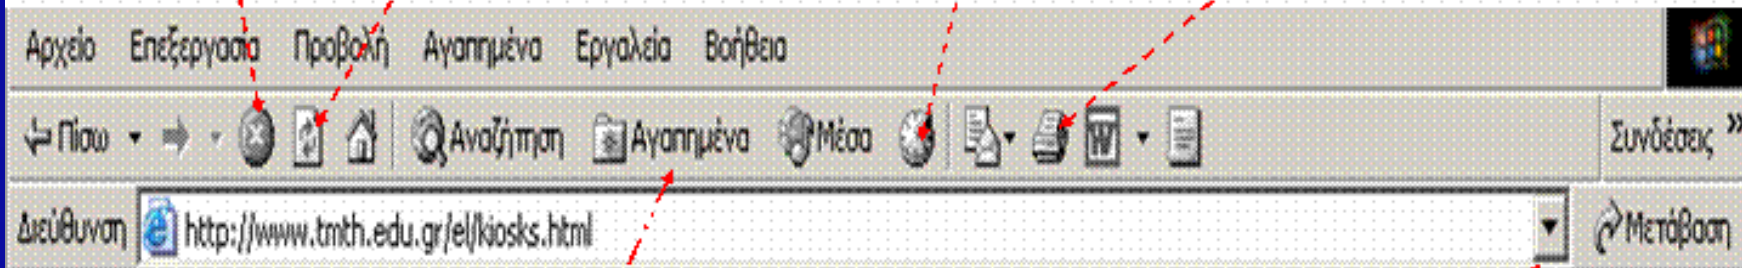 Αρχείο Επεξεργασία Προβολή Αγαπημένα Εργαλεία Βοήθεια
Πίσω Αναζήτηση Αγαπημένα Μέσα W Συνδέσεις »
Διεύθυνση http://www.tmth.edu.gr/el/kiosks.html Μετάβαση